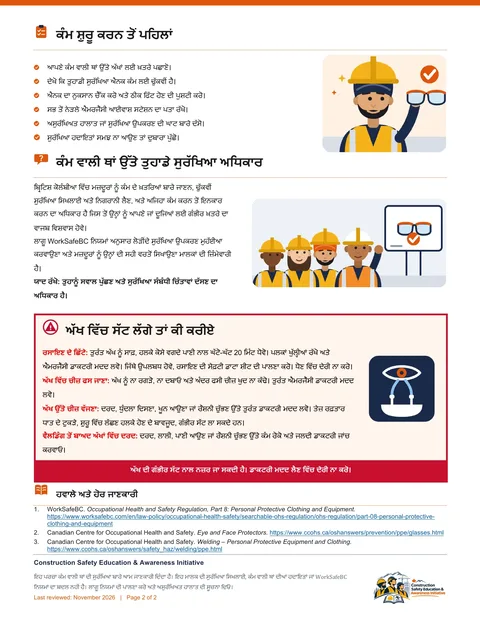 ਕੰਮ ਸ਼ੁਰੂ ਕਰਨ ਤੋਂ ਪਹਿਲਾਂ
ਆਪਣੇ ਕੰਮ ਵਾਲੀ ਥਾਂ ਉੱਤੇ ਅੱਖਾਂ ਲਈ ਖ਼ਤਰੇ ਪਛਾਣੋ।
ਦੇਖੋ ਕਿ ਤੁਹਾਡੀ ਸੁਰੱਖਿਆ ਐਨਕ ਕੰਮ ਲਈ ਢੁੱਕਵੀਂ ਹੈ।
ਐਨਕ ਦਾ ਨੁਕਸਾਨ ਚੈੱਕ ਕਰੋ ਅਤੇ ਠੀਕ ਫਿੱਟ ਹੋਣ ਦੀ ਪੁਸ਼ਟੀ ਕਰੋ।
ਸਭ ਤੋਂ ਨੇੜਲੇ ਐਮਰਜੈਂਸੀ ਆਈਵਾਸ਼ ਸਟੇਸ਼ਨ ਦਾ ਪਤਾ ਰੱਖੋ।
ਅਸੁਰੱਖਿਅਤ ਹਾਲਾਤ ਜਾਂ ਸੁਰੱਖਿਆ ਉਪਕਰਣ ਦੀ ਘਾਟ ਬਾਰੇ ਦੱਸੋ।
ਸੁਰੱਖਿਆ ਹਦਾਇਤਾਂ ਸਮਝ ਨਾ ਆਉਣ ਤਾਂ ਦੁਬਾਰਾ ਪੁੱਛੋ।
ਕੰਮ ਵਾਲੀ ਥਾਂ ਉੱਤੇ ਤੁਹਾਡੇ ਸੁਰੱਖਿਆ ਅਧਿਕਾਰ
ਬ੍ਰਿਟਿਸ਼ ਕੋਲੰਬੀਆ ਵਿੱਚ ਮਜ਼ਦੂਰਾਂ ਨੂੰ ਕੰਮ ਦੇ ਖ਼ਤਰਿਆਂ ਬਾਰੇ ਜਾਣਨ, ਢੁੱਕਵੀਂ
ਸੁਰੱਖਿਆ ਸਿਖਲਾਈ ਅਤੇ ਨਿਗਰਾਨੀ ਲੈਣ, ਅਤੇ ਅਜਿਹਾ ਕੰਮ ਕਰਨ ਤੋਂ ਇਨਕਾਰ
ਕਰਨ ਦਾ ਅਧਿਕਾਰ ਹੈ ਜਿਸ ਤੋਂ ਉਨ੍ਹਾਂ ਨੂੰ ਆਪਣੇ ਜਾਂ ਦੂਜਿਆਂ ਲਈ ਗੰਭੀਰ ਖ਼ਤਰੇ ਦਾ
ਵਾਜਬ ਵਿਸ਼ਵਾਸ ਹੋਵੇ।
ਲਾਗੂ WorkSafeBC ਨਿਯਮਾਂ ਅਨੁਸਾਰ ਲੋੜੀਂਦੇ ਸੁਰੱਖਿਆ ਉਪਕਰਣ ਮੁਹੱਈਆ
ਕਰਵਾਉਣਾ ਅਤੇ ਮਜ਼ਦੂਰਾਂ ਨੂੰ ਉਨ੍ਹਾਂ ਦੀ ਸਹੀ ਵਰਤੋਂ ਸਿਖਾਉਣਾ ਮਾਲਕਾਂ ਦੀ ਜ਼ਿੰਮੇਵਾਰੀ
ਹੈ।
ਯਾਦ ਰੱਖੋ: ਤੁਹਾਨੂੰ ਸਵਾਲ ਪੁੱਛਣ ਅਤੇ ਸੁਰੱਖਿਆ ਸੰਬੰਧੀ ਚਿੰਤਾਵਾਂ ਦੱਸਣ ਦਾ
ਅਧਿਕਾਰ ਹੈ।
ਅੱਖ ਵਿੱਚ ਸੱਟ ਲੱਗੇ ਤਾਂ ਕੀ ਕਰੀਏ
ਰਸਾਇਣ ਦੇ ਛਿੱਟੇ: ਤੁਰੰਤ ਅੱਖ ਨੂੰ ਸਾਫ਼, ਹਲਕੇ ਕੋਸੇ ਵਗਦੇ ਪਾਣੀ ਨਾਲ ਘੱਟੋ-ਘੱਟ 20 ਮਿੰਟ ਧੋਵੋ। ਪਲਕਾਂ ਖੁੱਲ੍ਹੀਆਂ ਰੱਖੋ ਅਤੇ
ਐਮਰਜੈਂਸੀ ਡਾਕਟਰੀ ਮਦਦ ਲਵੋ। ਜਿੱਥੇ ਉਪਲਬਧ ਹੋਵੇ, ਰਸਾਇਣ ਦੀ ਸੇਫ਼ਟੀ ਡਾਟਾ ਸ਼ੀਟ ਦੀ ਪਾਲਣਾ ਕਰੋ। ਧੋਣ ਵਿੱਚ ਦੇਰੀ ਨਾ ਕਰੋ।
ਅੱਖ ਵਿੱਚ ਚੀਜ਼ ਫਸ ਜਾਣਾ: ਅੱਖ ਨੂੰ ਨਾ ਰਗੜੋ, ਨਾ ਦਬਾਓ ਅਤੇ ਅੰਦਰ ਫਸੀ ਚੀਜ਼ ਖੁਦ ਨਾ ਕੱਢੋ। ਤੁਰੰਤ ਐਮਰਜੈਂਸੀ ਡਾਕਟਰੀ ਮਦਦ
ਲਵੋ।
ਅੱਖ ਉੱਤੇ ਚੀਜ਼ ਵੱਜਣਾ: ਦਰਦ, ਧੁੰਦਲਾ ਦਿਸਣਾ, ਖੂਨ ਆਉਣਾ ਜਾਂ ਰੌਸ਼ਨੀ ਚੁੱਭਣ ਉੱਤੇ ਤੁਰੰਤ ਡਾਕਟਰੀ ਮਦਦ ਲਵੋ। ਤੇਜ਼ ਰਫ਼ਤਾਰ
ਧਾਤ ਦੇ ਟੁਕੜੇ, ਸ਼ੁਰੂ ਵਿੱਚ ਲੱਛਣ ਹਲਕੇ ਹੋਣ ਦੇ ਬਾਵਜੂਦ, ਗੰਭੀਰ ਸੱਟ ਲਾ ਸਕਦੇ ਹਨ।
ਵੈਲਡਿੰਗ ਤੋਂ ਬਾਅਦ ਅੱਖਾਂ ਵਿੱਚ ਦਰਦ: ਦਰਦ, ਲਾਲੀ, ਪਾਣੀ ਆਉਣ ਜਾਂ ਰੌਸ਼ਨੀ ਚੁੱਭਣ ਉੱਤੇ ਕੰਮ ਰੋਕੋ ਅਤੇ ਜਲਦੀ ਡਾਕਟਰੀ ਜਾਂਚ
ਕਰਵਾਓ।
ਅੱਖ ਦੀ ਗੰਭੀਰ ਸੱਟ ਨਾਲ ਨਜ਼ਰ ਜਾ ਸਕਦੀ ਹੈ। ਡਾਕਟਰੀ ਮਦਦ ਲੈਣ ਵਿੱਚ ਦੇਰੀ ਨਾ ਕਰੋ।
ਹਵਾਲੇ ਅਤੇ ਹੋਰ ਜਾਣਕਾਰੀ
1. WorkSafeBC. Occupational Health and Safety Regulation, Part 8: Personal Protective Clothing and Equipment.
https://www.worksafebc.com/en/law-policy/occupational-health-safety/searchable-ohs-regulation/ohs-regulation/part-08-personal-protective-
clothing-and-equipment
2. Canadian Centre for Occupational Health and Safety. Eye and Face Protectors. https://www.ccohs.ca/oshanswers/prevention/ppe/glasses.html
3. Canadian Centre for Occupational Health and Safety. Welding – Personal Protective Equipment and Clothing.
https://www.ccohs.ca/oshanswers/safety_haz/welding/ppe.html
Construction Safety Education & Awareness Initiative
ਇਹ ਪਰਚਾ ਕੰਮਾਂ ਵਾਲੀ ਥਾਂ ਦੀ ਸੁਰੱਖਿਆ ਬਾਰੇ ਆਮ ਜਾਣਕਾਰੀ ਦਿੰਦਾ ਹੈ। ਇਹ ਮਾਲਕ ਦੀ ਸੁਰੱਖਿਆ ਸਿਖਲਾਈ, ਕੰਮ ਵਾਲੀ ਥਾਂ ਦੀਆਂ ਹਦਾਇਤਾਂ ਜਾਂ WorkSafeBC
ਦਾ ਬਦਲ ਨਹੀਂ ਹੈ। ਲਾਗੂ ਨਿਯਮਾਂ ਦੀ ਪਾਲਣਾ ਕਰੋ ਅਤੇ ਅਸੁਰੱਖਿਅਤ ਹਾਲਾਤ ਦੀ ਸੂਚਨਾ ਦਿਓ।
Last reviewed: November 2026 | Page 2 of 2
Construction
Safety Education &
Awareness Initiative